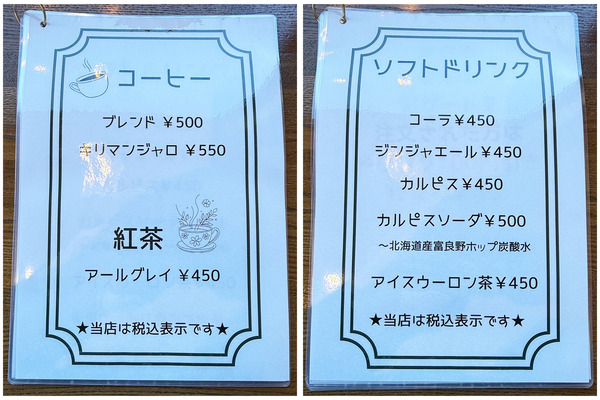 コーヒー
ブレンド ￥500
キリマンジャロ ￥550
紅茶
アールグレイ ￥450
★当店は税込表示です★
ソフトドリンク
コーラ￥450
ジンジャエール￥450
カルピス￥450
カルピスソーダ￥500
～北海道産富良野ホップ炭酸水
アイスウーロン茶￥450
★当店は税込表示です★